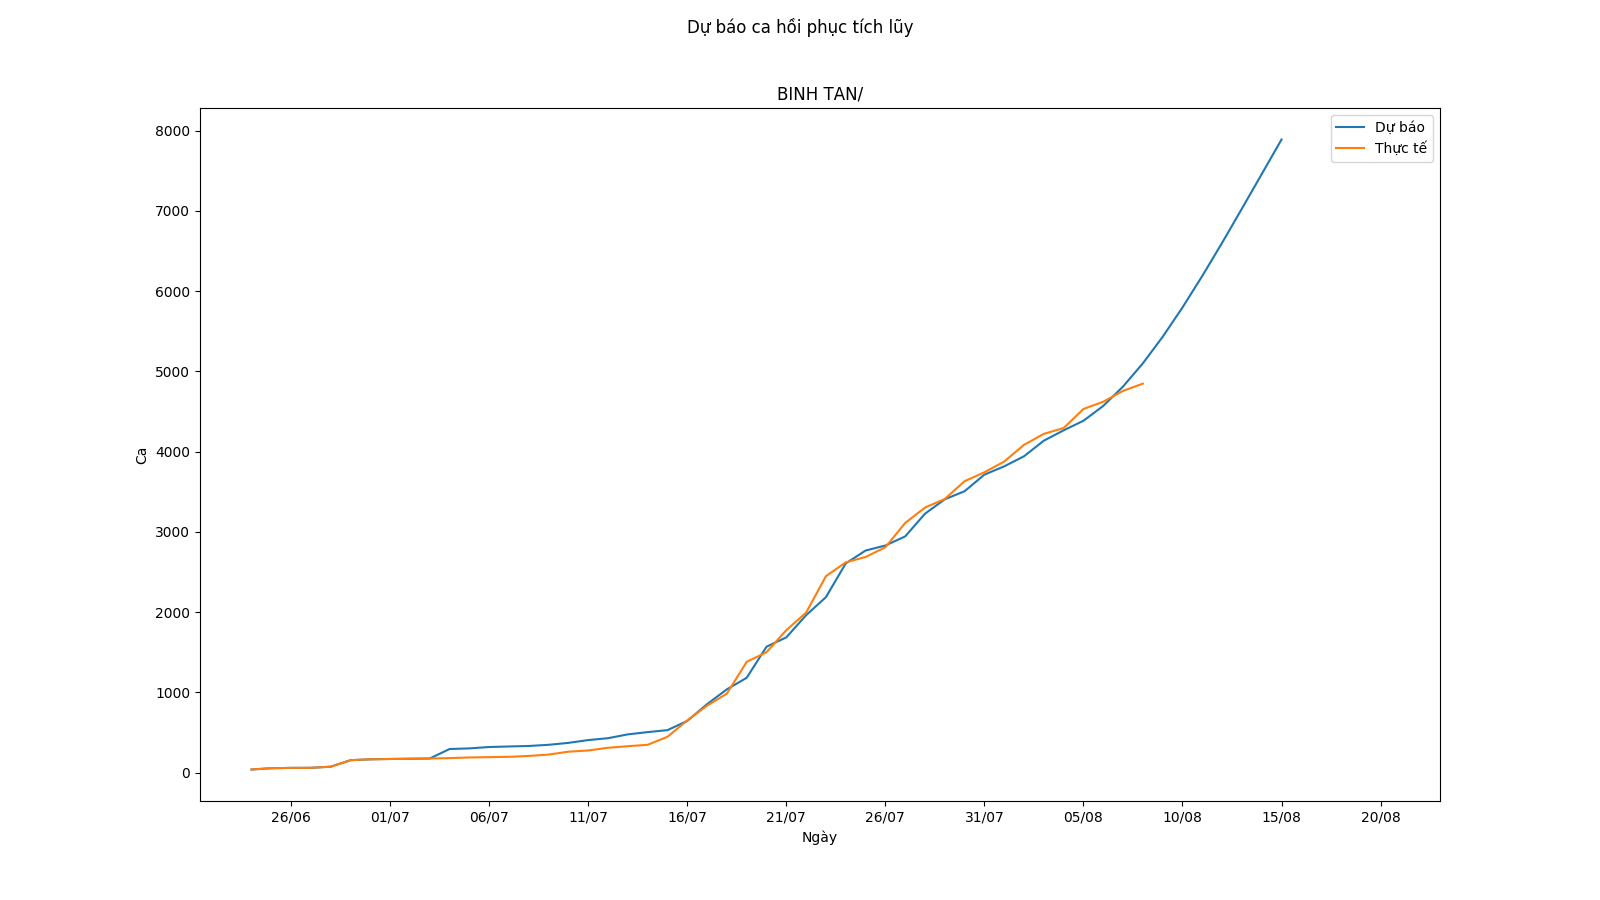 Dự báo ca hồi phục tích lũy
BINH TAN/
Dự báo
Thực tế
8000
7000
6000
5000
4000
3000
2000
1000
0
Ca
26/06 01/07 06/07 11/07 16/07 21/07 26/07 31/07 05/08 10/08 15/08 20/08
Ngày